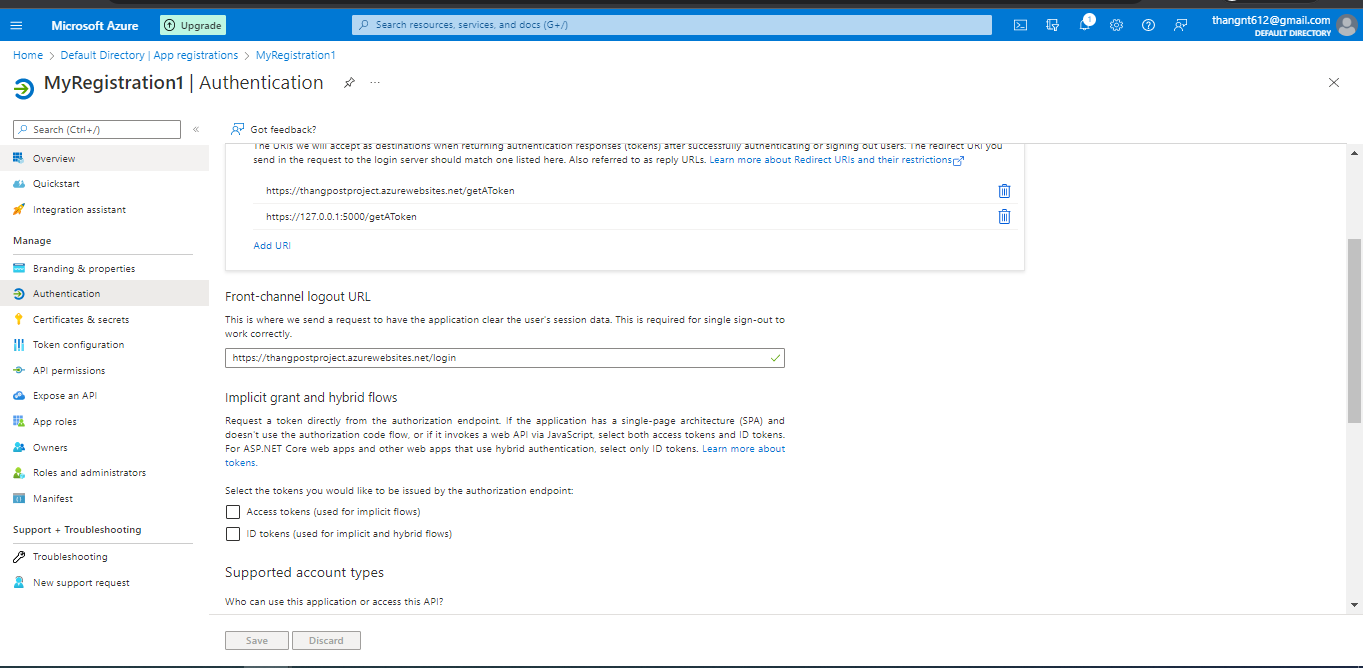 Microsoft Azure
Upgrade
Search resources, services, and docs (G+/)
1
thangnt612@gmail.com
DEFAULT DIRECTORY
Home > Default Directory | App registrations > MyRegistration1
MyRegistration1 | Authentication
...
Search (Ctrl+/)
«
Got feedback?
Overview
Quickstart
Integration assistant
Manage
Branding & properties
Authentication
Certificates & secrets
Token configuration
API permissions
Expose an API
App roles
Owners
Roles and administrators
Manifest
Support + Troubleshooting
Troubleshooting
New support request
The URIs we will accept as destinations when returning authentication responses (tokens) after successfully authenticating or signing out users. The redirect URI you
send in the request to the login server should match one listed here. Also referred to as reply URLs. Learn more about Redirect URIs and their restrictions
https://thangpostproject.azurewebsites.net/getAToken
https://127.0.0.1:5000/getAToken
Add URI
Front-channel logout URL
This is where we send a request to have the application clear the user's session data. This is required for single sign-out to
work correctly.
https://thangpostproject.azurewebsites.net/login
Implicit grant and hybrid flows
Request a token directly from the authorization endpoint. If the application has a single-page architecture (SPA) and
doesn't use the authorization code flow, or if it invokes a web API via JavaScript, select both access tokens and ID tokens.
For ASP.NET Core web apps and other web apps that use hybrid authentication, select only ID tokens. Learn more about
tokens.
Select the tokens you would like to be issued by the authorization endpoint:
Access tokens (used for implicit flows)
ID tokens (used for implicit and hybrid flows)
Supported account types
Who can use this application or access this API?
Save
Discard